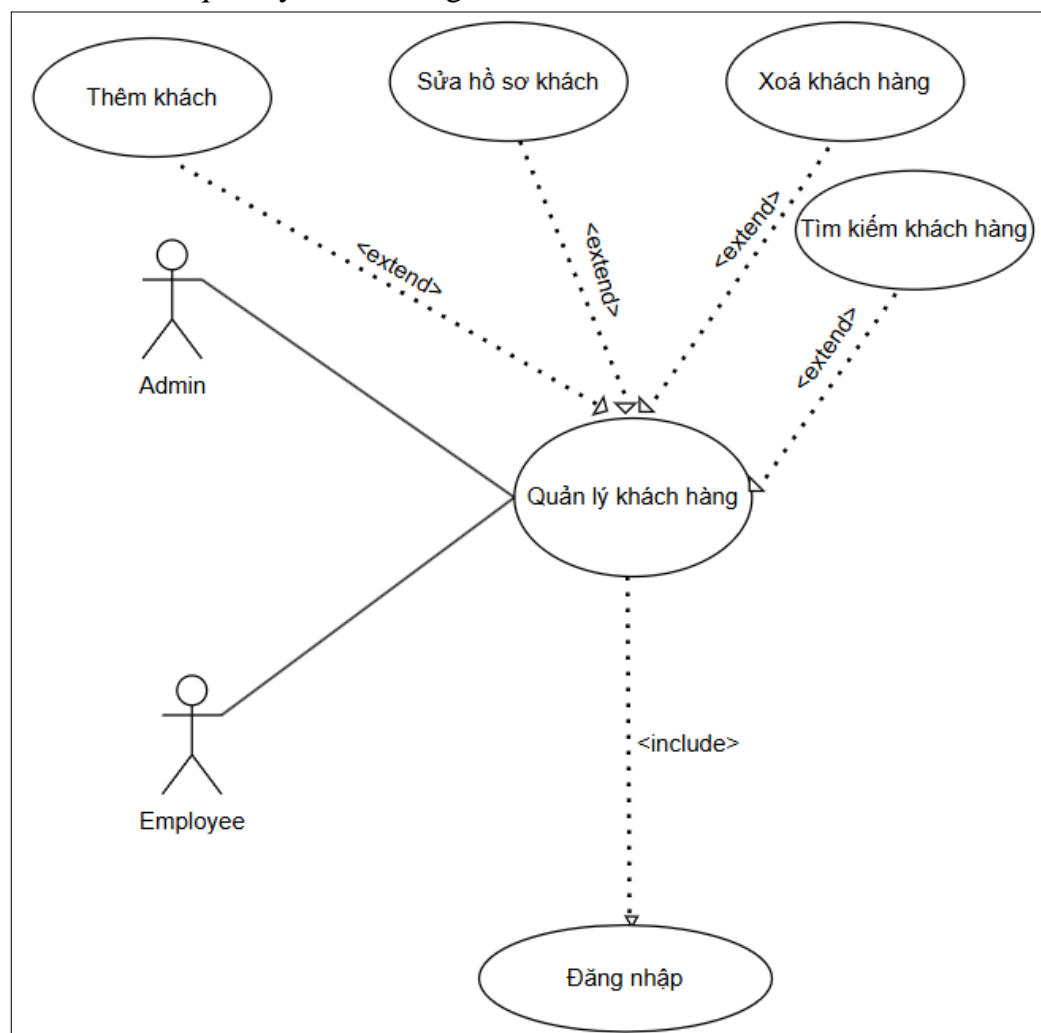 Thêm khách
Sửa hồ sơ khách
Xoá khách hàng
Tìm kiếm khách hàng
<extend>
<extend>
<extend>
<extend>
Admin
Quản lý khách hàng
<include>
Employee
Đăng nhập